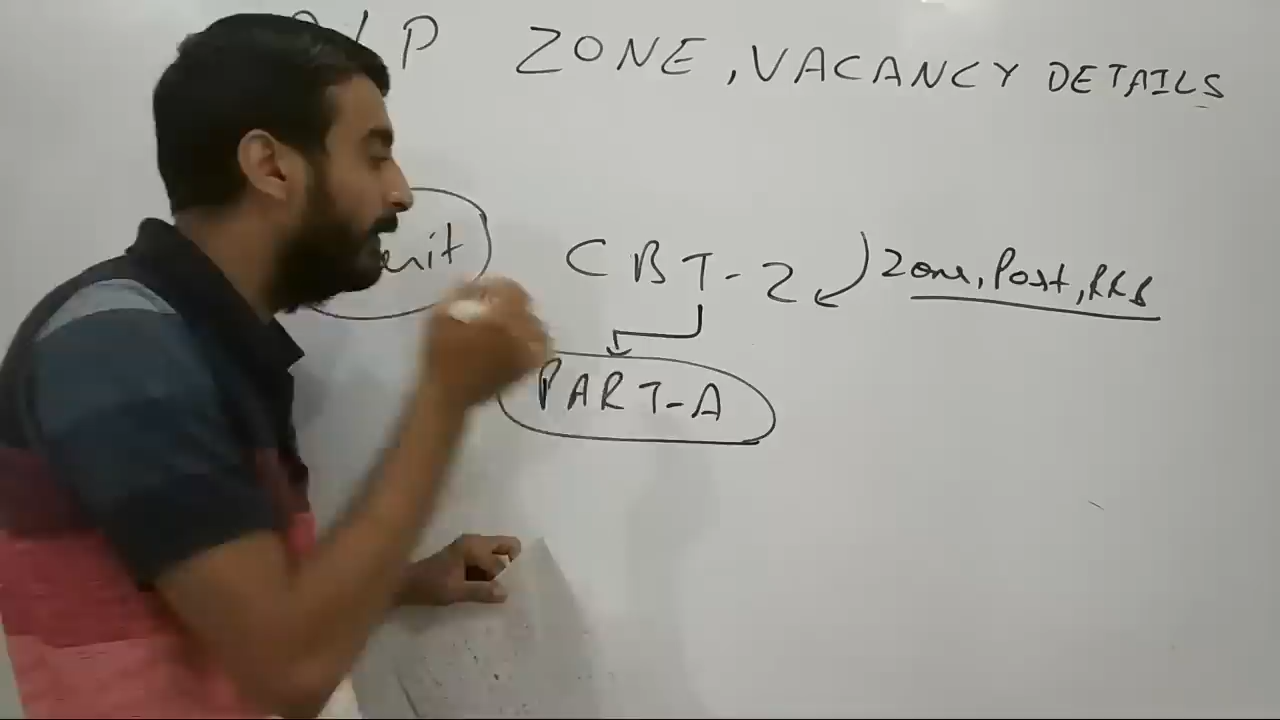 P ZONE, VACANCY DETAILS
CBT-2 Zone, Post, RRB
PART-A